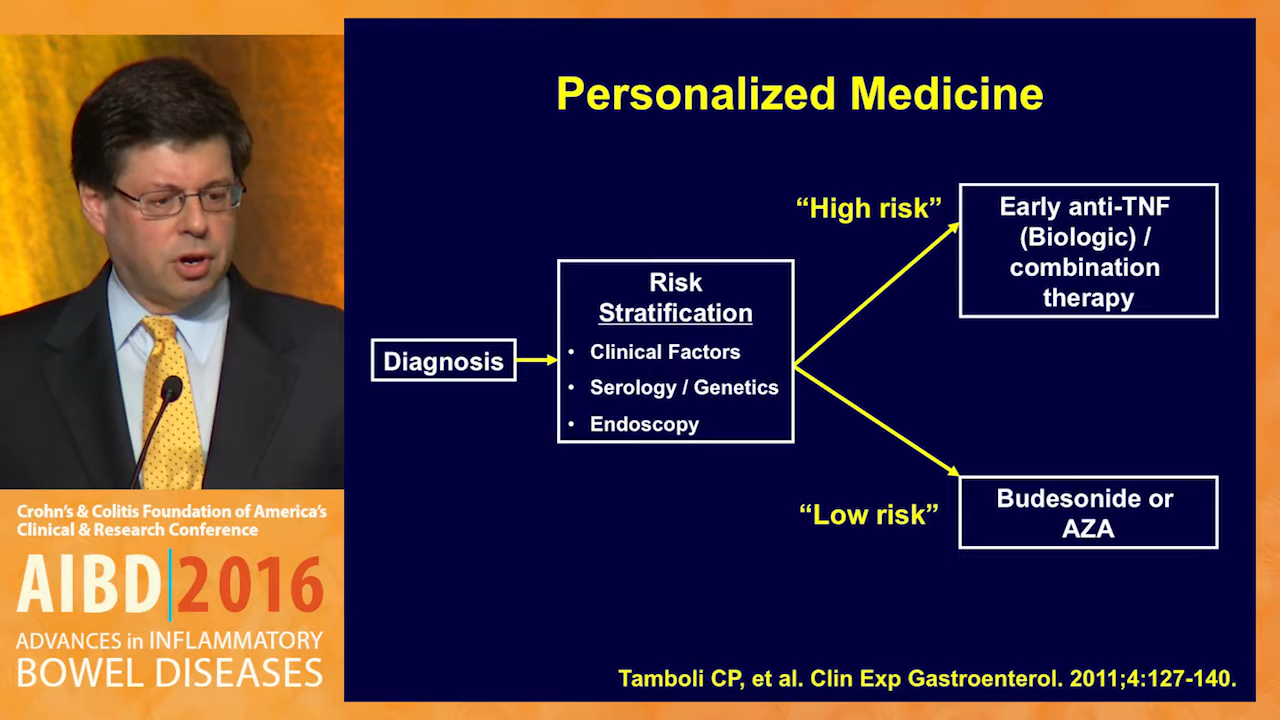 Personalized Medicine
“High risk”
Early anti-TNF
(Biologic) /
combination
therapy
Risk
Stratification
• Clinical Factors
• Serology / Genetics
• Endoscopy
Diagnosis
“Low risk”
Budesonide or
AZA
Tamboli CP, et al. Clin Exp Gastroenterol. 2011;4:127-140.
Crohn’s & Colitis Foundation of America’s
Clinical & Research Conference
AIBD|2016
ADVANCES in INFLAMMATORY
BOWEL DISEASES